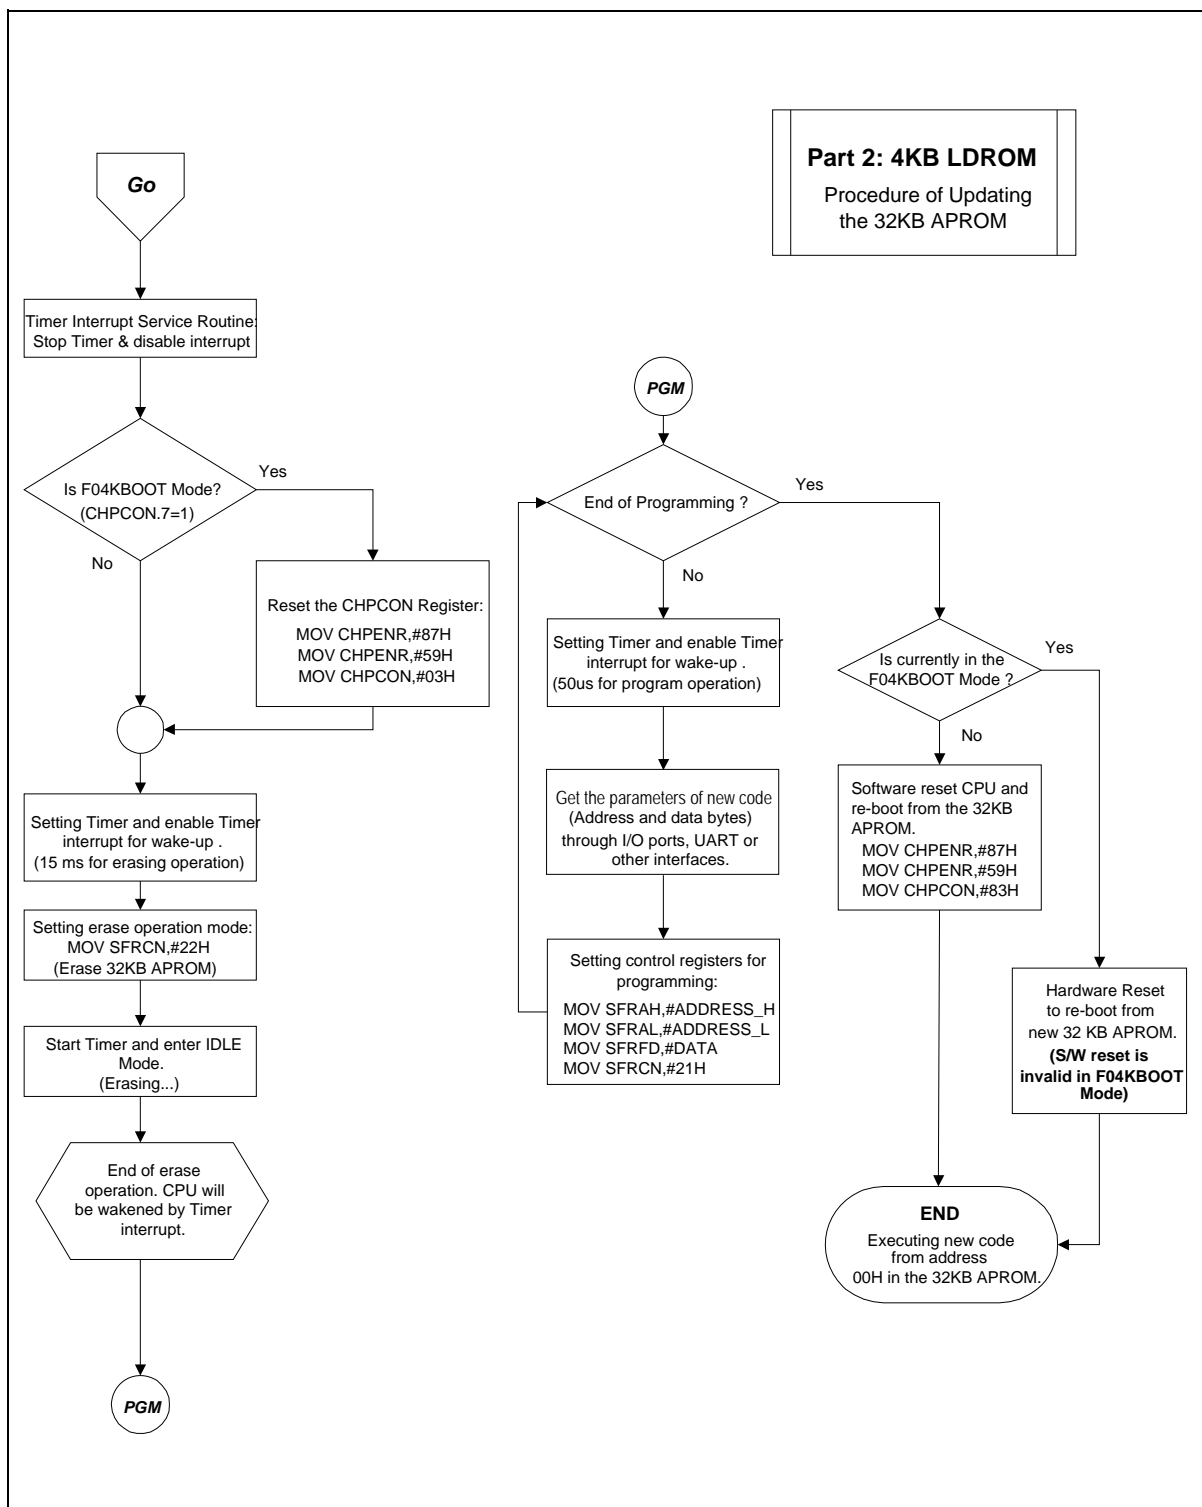 Part 2: 4KB LDROM
Procedure of Updating
the 32KB APROM
Go
Timer Interrupt Service Routine:
Stop Timer & disable interrupt
Is F04KBOOT Mode?
(CHPCON.7=1)
Yes
No
Reset the CHPCON Register:
MOV CHPENR,#87H
MOV CHPENR,#59H
MOV CHPCON,#03H
Setting Timer and enable Timer
interrupt for wake-up .
(15 ms for erasing operation)
Setting erase operation mode:
MOV SFRCN,#22H
(Erase 32KB APROM)
Start Timer and enter IDLE
Mode.
(Erasing...)
End of erase
operation. CPU will
be wakened by Timer
interrupt.
PGM
PGM
End of Programming ?
Yes
No
Setting Timer and enable Timer
interrupt for wake-up .
(50us for program operation)
Get the parameters of new code
(Address and data bytes)
through I/O ports, UART or
other interfaces.
Setting control registers for
programming:
MOV SFRAH,#ADDRESS_H
MOV SFRAL,#ADDRESS_L
MOV SFRFD,#DATA
MOV SFRCN,#21H
Is currently in the
F04KBOOT Mode ?
Yes
No
Software reset CPU and
re-boot from the 32KB
APROM.
MOV CHPENR,#87H
MOV CHPENR,#59H
MOV CHPCON,#83H
Hardware Reset
to re-boot from
new 32 KB APROM.
(S/W reset is
invalid in F04KBOOT
Mode)
END
Executing new code
from address
00H in the 32KB APROM.